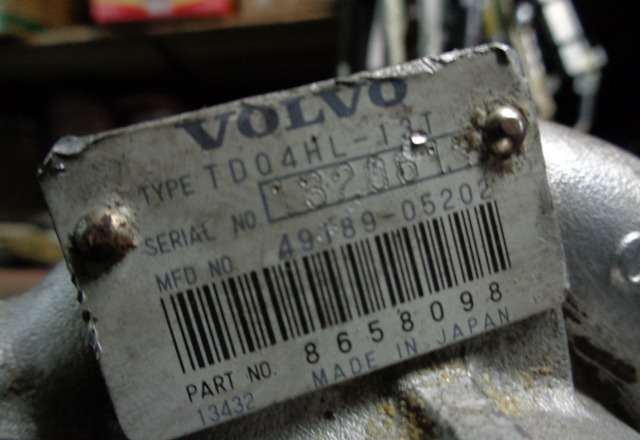 VOLVO
TYPE TD04HL-13T
SERIAL NO
MFD NO. 49189-05202
PART NO. 8658098
13432 MADE IN JAPAN